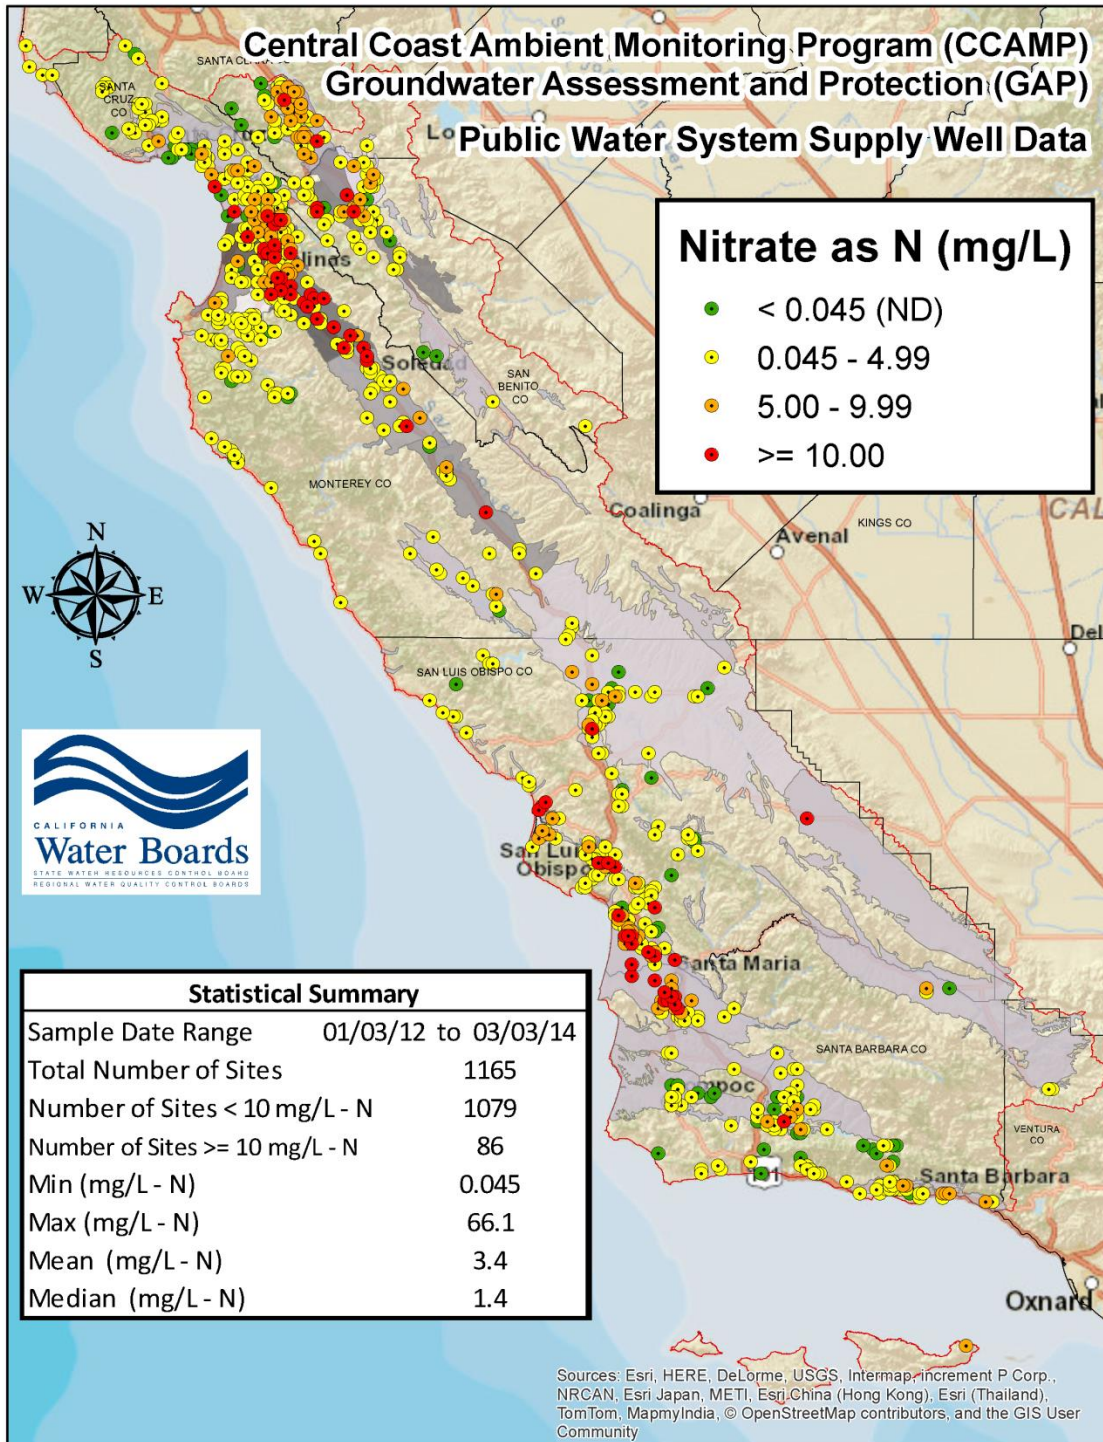 Central Coast Ambient Monitoring Program (CCAMP)
Groundwater Assessment and Protection (GAP)
Public Water System Supply Well Data
SANTA
CRUZ
CO
Nitrate as N (mg/L)
< 0.045 (ND)
0.045 - 4.99
5.00 - 9.99
>= 10.00
Soledad
SAN
BENITO
CO
MONTEREY CO
Coalinga
KINGS CO
Avenal
N
W E
S
SAN LUIS OBISPO CO
CALIFORNIA
Water Boards
STATE WATER RESOURCES CONTROL BOARD
REGIONAL WATER QUALITY CONTROL BOARDS
San Luis
Obispo
Santa Maria
Statistical Summary
Sample Date Range 01/03/12 to 03/03/14
Total Number of Sites 1165
Number of Sites < 10 mg/L - N 1079
Number of Sites >= 10 mg/L - N 86
Min (mg/L - N) 0.045
Max (mg/L - N) 66.1
Mean (mg/L - N) 3.4
Median (mg/L - N) 1.4
SANTA BARBARA CO
VENTURA
CO
Santa Barbara
Oxnard
Sources: Esri, HERE, DeLorme, USGS, Intermap, increment P Corp.,
NRCAN, Esri Japan, METI, Esri China (Hong Kong), Esri (Thailand),
TomTom, MapmyIndia, © OpenStreetMap contributors, and the GIS User
Community